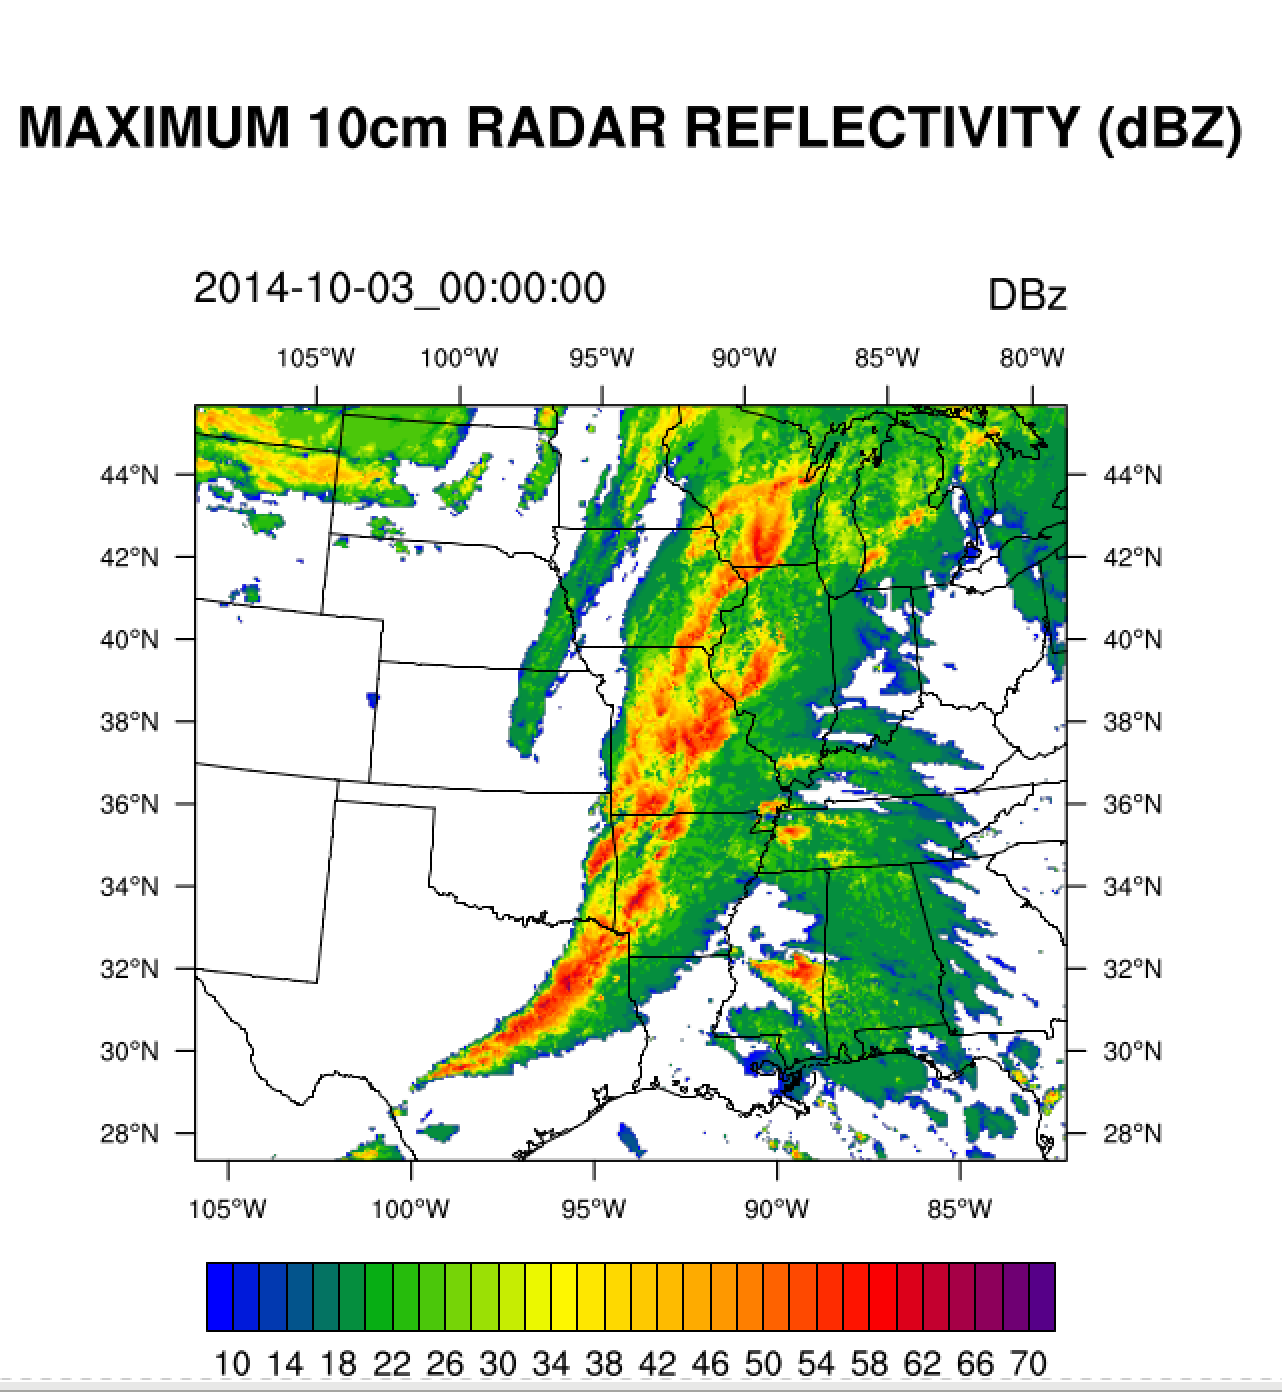 MAXIMUM 10cm RADAR REFLECTIVITY (dBZ)
2014-10-03_00:00:00 DBz
105°W 100°W 95°W 90°W 85°W 80°W
44°N 44°N
42°N 42°N
40°N 40°N
38°N 38°N
36°N 36°N
34°N 34°N
32°N 32°N
30°N 30°N
28°N 28°N
105°W 100°W 95°W 90°W 85°W
10 14 18 22 26 30 34 38 42 46 50 54 58 62 66 70